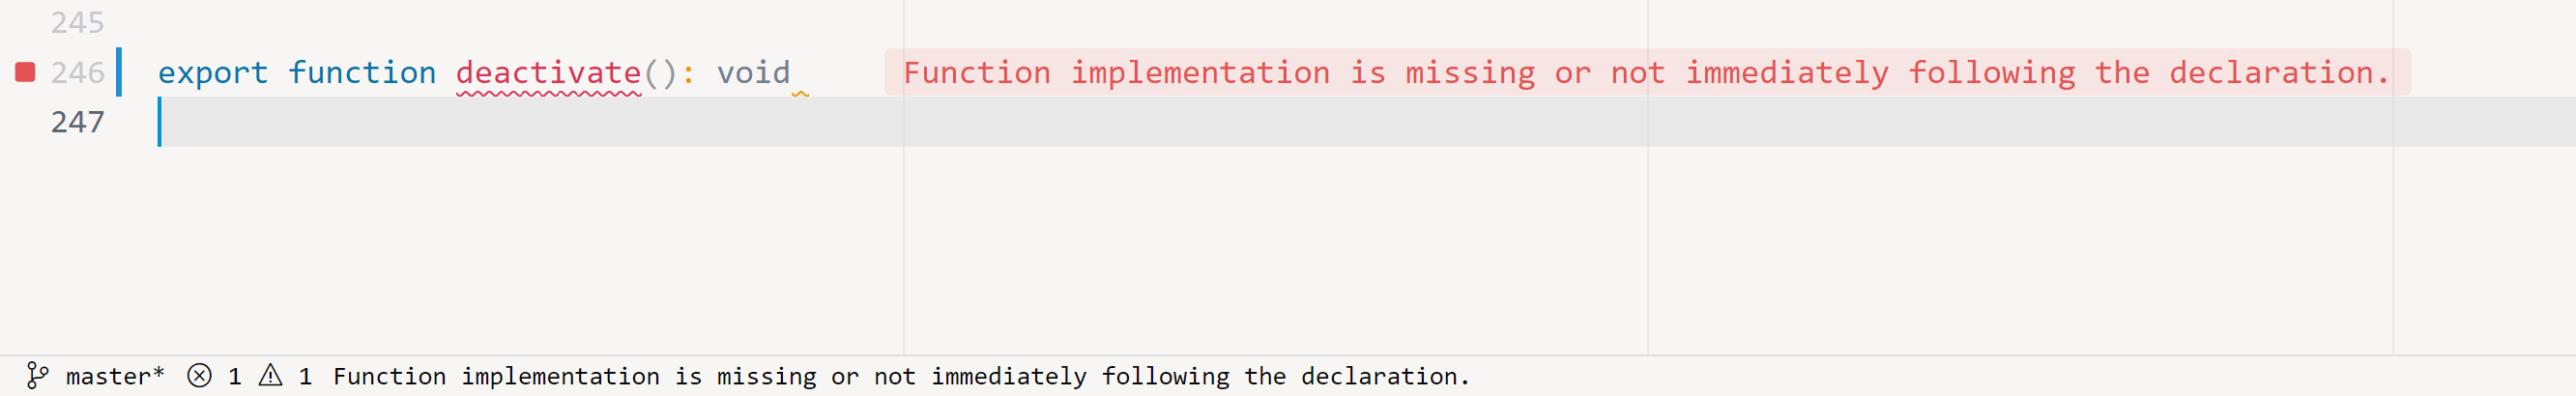 245
246 export function deactivate(): void Function implementation is missing or not immediately following the declaration.
247
master* 1 1 Function implementation is missing or not immediately following the declaration.